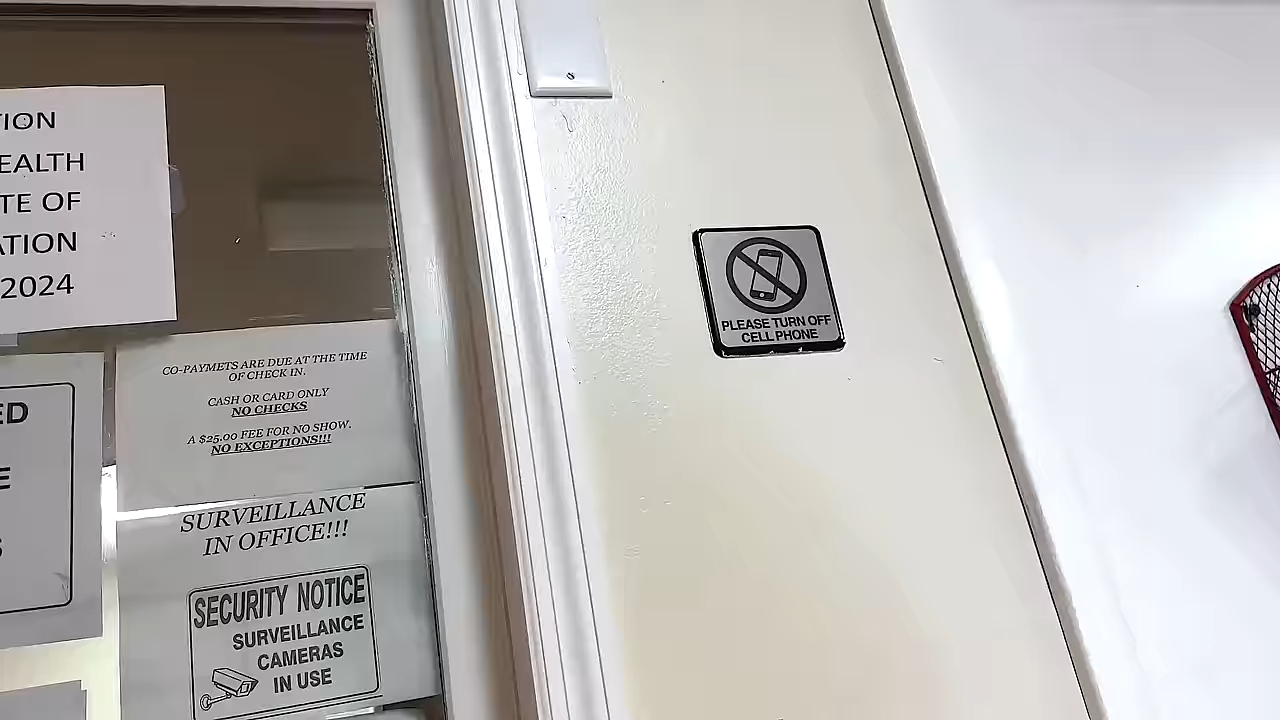 TION
EALTH
TE OF
ATION
2024
CO-PAYMETS ARE DUE AT THE TIME
OF CHECK IN.
CASH OR CARD ONLY
NO CHECKS
A $25.00 FEE FOR NO SHOW.
NO EXCEPTIONS!!!
ED
E
S
SURVEILLANCE
IN OFFICE!!!
SECURITY NOTICE
SURVEILLANCE
CAMERAS
IN USE
PLEASE TURN OFF
CELL PHONE